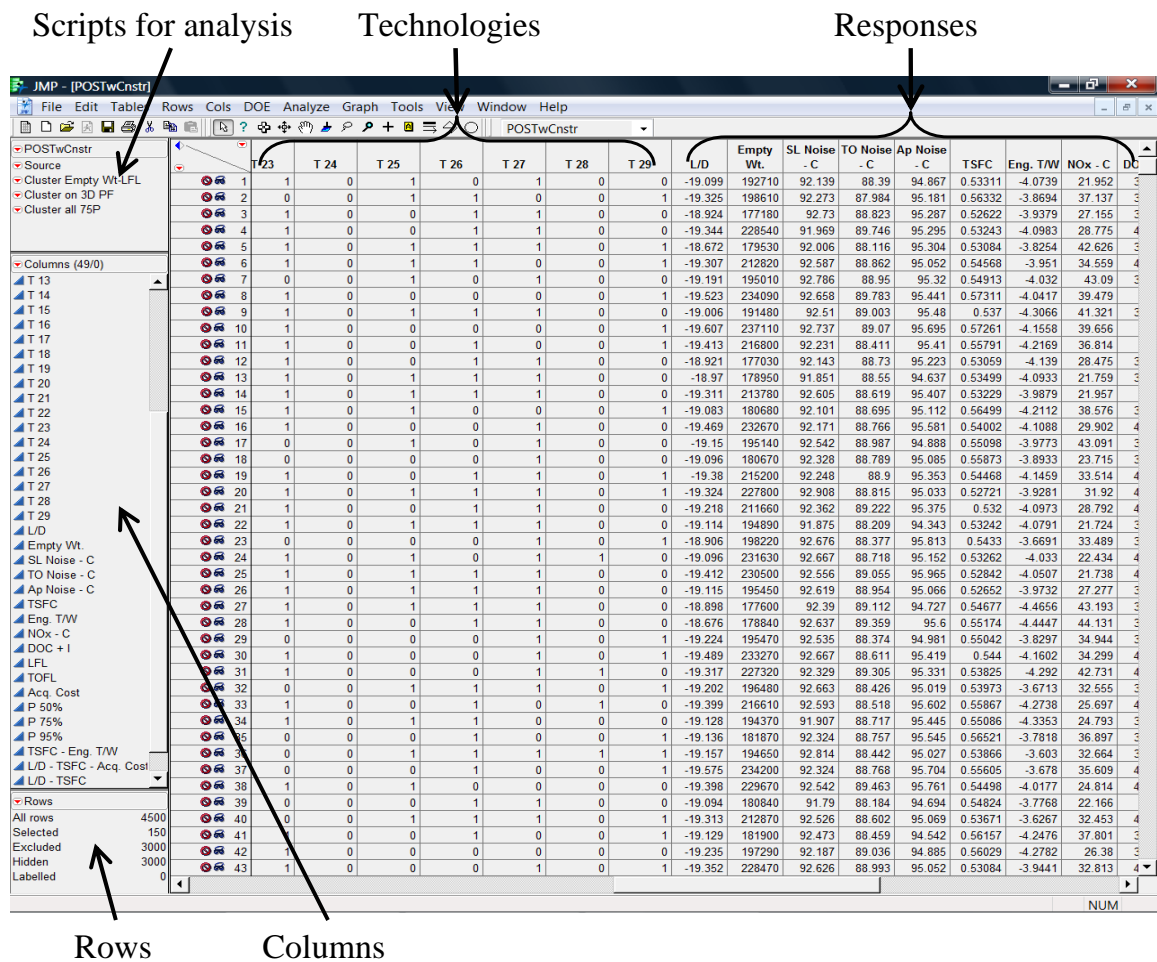 Scripts for analysis Technologies Responses
JMP - [POSTwCnstr]
File Edit Tables Rows Cols DOE Analyze Graph Tools View Window Help
POSTwCnstr
POSTwCnstr
Source
Cluster Empty Wt-LFL
Cluster on 3D PF
Cluster all 75P
Columns (49/0)
T 13
T 14
T 15
T 16
T 17
T 18
T 19
T 20
T 21
T 22
T 23
T 24
T 25
T 26
T 27
T 28
T 29
L/D
Empty Wt.
SL Noise - C
TO Noise - C
Ap Noise - C
TSFC
Eng. T/W
NOx - C
DOC + I
LFL
TOFL
Acq. Cost
P 50%
P 75%
P 95%
TSFC - Eng. T/W
L/D - TSFC - Acq. Cost
L/D - TSFC
Rows
All rows 4500
Selected 150
Excluded 3000
Hidden 3000
Labelled 0
Empty SL Noise TO Noise Ap Noise
T 23 T 24 T 25 T 26 T 27 T 28 T 29 L/D Wt. - C - C - C TSFC Eng. T/W NOx - C
1 1 0 1 0 1 0 0 -19.099 192710 92.139 88.39 94.867 0.53311 -4.0739 21.952
2 0 0 1 1 0 0 1 -19.325 198610 92.273 87.984 95.181 0.56332 -3.8694 37.137
3 1 0 0 1 1 0 0 -18.924 177180 92.73 88.823 95.287 0.52622 -3.9379 27.155
4 1 0 0 1 1 0 0 -19.344 228540 91.969 89.746 95.295 0.53243 -4.0983 28.775
5 1 0 1 1 1 0 1 -18.672 179530 92.006 88.116 95.304 0.53084 -3.8254 42.626
6 1 0 1 1 0 0 1 -19.307 212820 92.587 88.862 95.052 0.54568 -3.951 34.559
7 0 0 1 0 1 0 0 -19.191 195010 92.786 88.95 95.32 0.54913 -4.032 43.09
8 1 0 0 0 0 0 1 -19.523 234090 92.658 89.783 95.441 0.57311 -4.0417 39.479
9 1 0 0 0 1 0 1 -19.006 191480 92.51 89.003 95.48 0.537 -4.3066 41.321
10 1 0 0 0 0 0 1 -19.607 237110 92.737 89.07 95.695 0.57261 -4.1558 39.656
11 1 0 0 1 0 0 1 -19.413 216800 92.231 88.411 95.41 0.55791 -4.2169 36.814
12 1 0 0 1 1 0 0 -18.921 177030 92.143 88.73 95.223 0.53059 -4.139 28.475
13 1 0 1 1 1 0 0 -18.97 178950 91.851 88.55 94.637 0.53499 -4.0933 21.759
14 1 0 1 1 1 0 0 -19.311 213780 92.605 88.619 95.407 0.53229 -3.9879 21.957
15 1 0 1 0 0 0 1 -19.083 180680 92.101 88.695 95.112 0.56499 -4.2112 38.576
16 1 0 0 1 1 0 0 -19.469 232670 92.171 88.766 95.581 0.54002 -4.1088 29.902
17 0 0 1 0 1 0 0 -19.15 195140 92.542 88.987 94.888 0.55098 -3.9773 43.091
18 0 0 0 0 0 0 0 -19.096 180670 92.328 88.789 95.085 0.55873 -3.8933 23.715
19 1 0 0 1 1 0 1 -19.38 215200 92.248 88.9 95.353 0.54468 -4.1459 33.514
20 1 0 1 1 1 0 1 -19.324 227800 92.908 88.815 95.033 0.52721 -3.9281 31.92
21 1 0 0 0 1 0 0 -19.218 211660 92.362 89.222 95.375 0.532 -4.0973 28.792
22 1 0 1 0 1 0 0 -19.114 194890 91.875 88.209 94.343 0.53242 -4.0791 21.724
23 0 0 0 0 1 0 0 -18.906 198220 92.676 88.377 95.813 0.5433 -3.6691 33.489
24 1 0 1 0 1 1 0 -19.096 231630 92.667 88.718 95.152 0.53262 -4.033 22.434
25 1 0 1 1 1 0 0 -19.412 230500 92.556 89.055 95.965 0.52842 -4.0507 21.738
26 1 0 1 1 1 0 0 -19.115 195450 92.619 88.954 95.066 0.52652 -3.9732 27.277
27 1 0 1 1 1 0 0 -18.898 177600 92.39 89.112 94.727 0.54677 -4.4656 43.193
28 1 0 0 1 1 0 0 -18.676 178840 92.637 89.359 95.6 0.55174 -4.4447 44.131
29 0 0 0 0 1 0 1 -19.224 195470 92.535 88.374 94.981 0.55042 -3.8297 34.944
30 1 0 0 0 1 0 1 -19.489 233270 92.667 88.611 95.419 0.544 -4.1602 34.299
31 1 0 0 0 1 1 0 -19.317 227320 92.329 89.305 95.331 0.53825 -4.292 42.731
32 0 0 1 1 1 0 1 -19.202 196480 92.663 88.426 95.019 0.53973 -3.6713 32.555
33 1 0 1 1 0 1 0 -19.399 216610 92.593 88.518 95.602 0.55867 -4.2738 25.697
34 1 0 1 0 0 0 1 -19.128 194370 91.907 88.717 95.445 0.55086 -4.3353 24.793
35 0 0 0 1 0 0 1 -19.136 181870 92.324 88.757 95.545 0.56521 -3.7818 36.897
36 0 0 1 1 1 1 1 -19.157 194650 92.814 88.442 95.027 0.53866 -3.603 32.664
37 0 0 0 1 0 0 1 -19.575 234200 92.324 88.768 95.704 0.55605 -3.678 35.609
38 1 0 1 0 0 0 1 -19.398 229670 92.542 89.463 95.761 0.54498 -4.0177 24.814
39 0 0 0 1 1 0 0 -19.094 180840 91.79 88.184 94.694 0.54824 -3.7768 22.166
40 0 0 1 1 1 0 1 -19.313 212870 92.526 88.602 95.069 0.53671 -3.6267 32.453
41 1 0 0 1 0 0 1 -19.129 181900 92.473 88.459 94.542 0.56157 -4.2476 37.801
42 1 0 0 0 0 0 1 -19.235 197290 92.187 89.036 94.885 0.56029 -4.2782 26.38
43 1 0 0 0 1 0 1 -19.352 228470 92.626 88.993 95.052 0.53084 -3.9441 32.813
NUM
Rows Columns